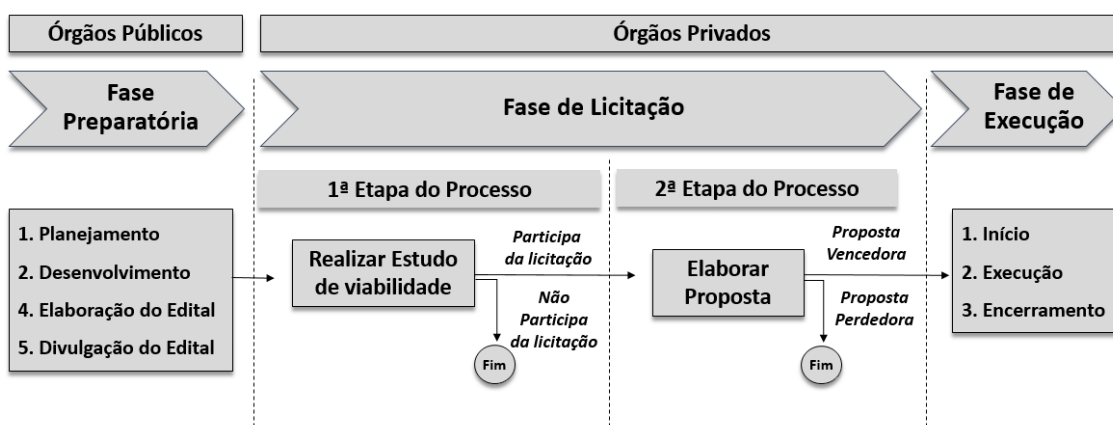 Órgãos Públicos
Órgãos Privados
Fase
Preparatória
Fase de Licitação
Fase de
Execução
1ª Etapa do Processo
2ª Etapa do Processo
1. Planejamento
2. Desenvolvimento
4. Elaboração do Edital
5. Divulgação do Edital
Realizar Estudo
de viabilidade
Participa
da licitação
Não
Participa
da licitação
Fim
Elaborar
Proposta
Proposta
Vencedora
Proposta
Perdedora
Fim
1. Início
2. Execução
3. Encerramento